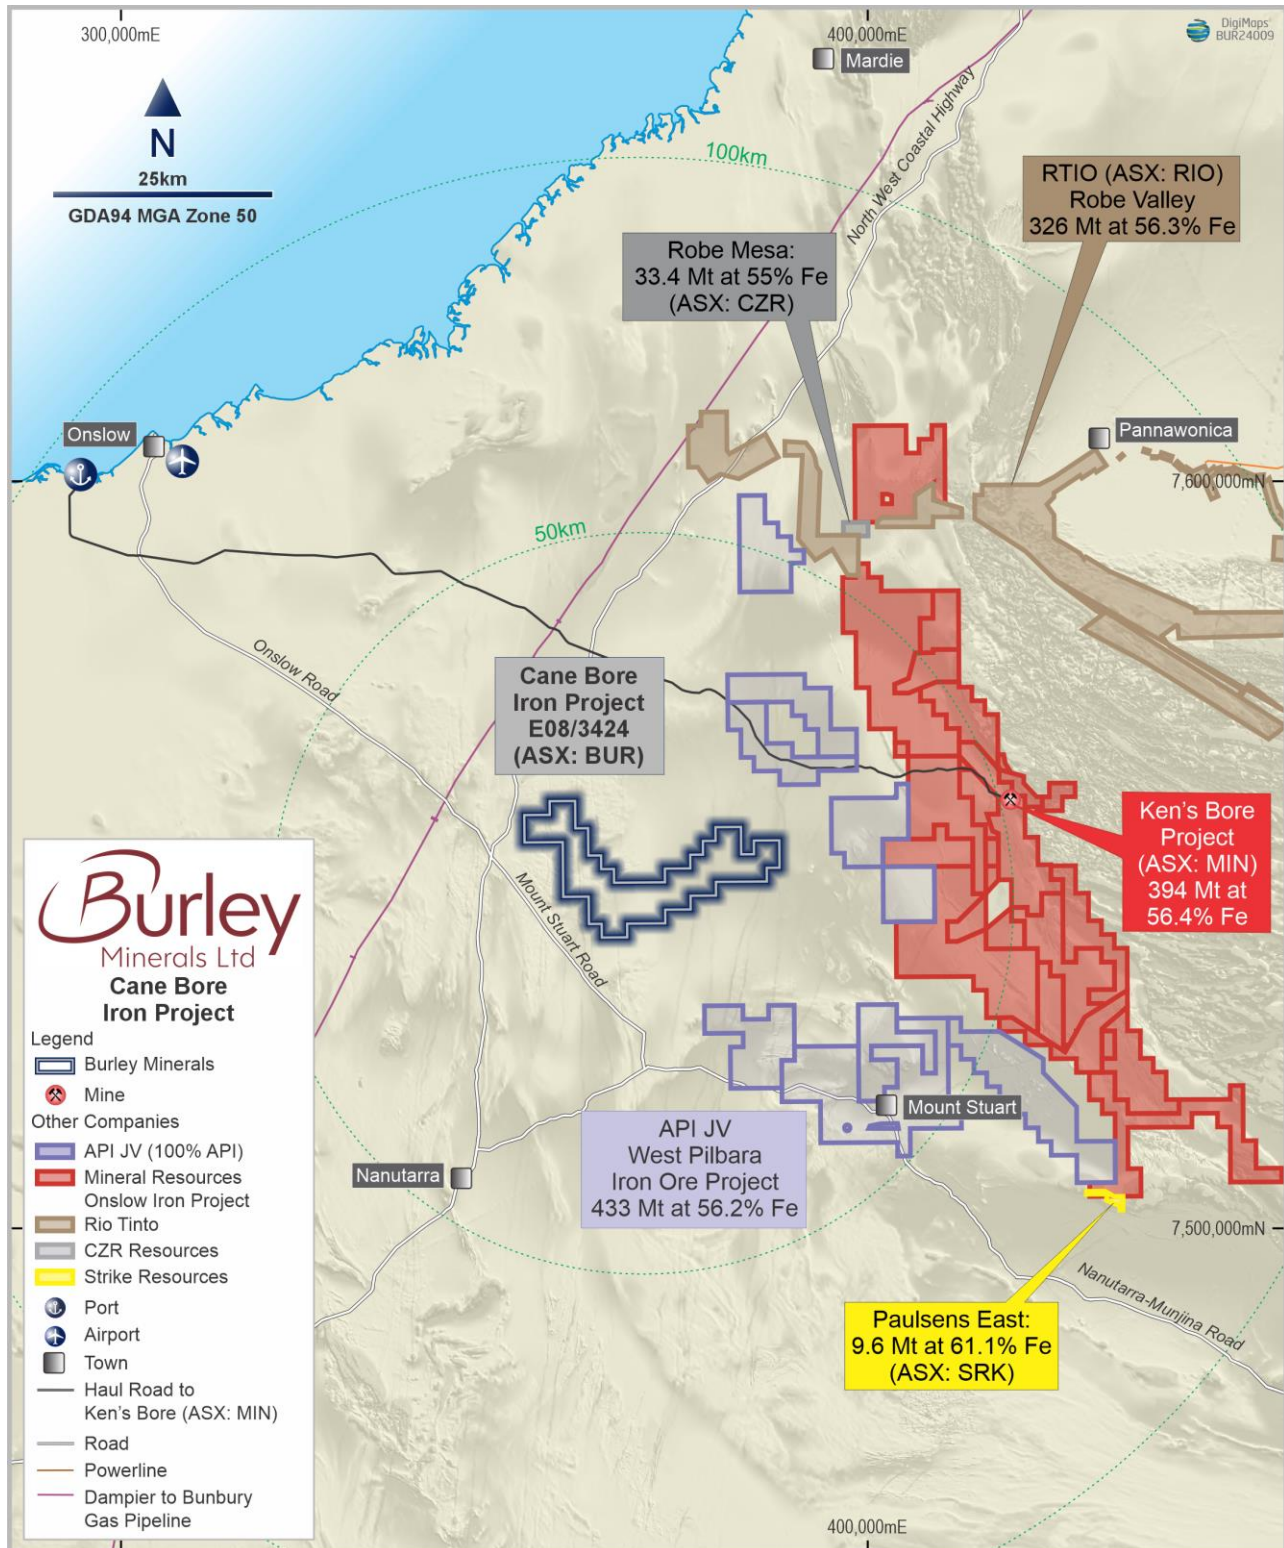 300,000mE
400,000mE
DigiMaps
BUR24009
Mardie
N
25km
GDA94 MGA Zone 50
100km
North West Coastal Highway
RTIO (ASX: RIO)
Robe Valley
326 Mt at 56.3% Fe
Robe Mesa:
33.4 Mt at 55% Fe
(ASX: CZR)
Onslow
Pannawonica
7,600,000mN
50km
Onslow Road
Cane Bore
Iron Project
E08/3424
(ASX: BUR)
Ken's Bore
Project
(ASX: MIN)
394 Mt at
56.4% Fe
Mount Stuart Road
Burley
Minerals Ltd
Cane Bore
Iron Project
Legend
Burley Minerals
Mine
Other Companies
API JV (100% API)
Mineral Resources
Onslow Iron Project
Rio Tinto
CZR Resources
Strike Resources
Port
Airport
Town
Haul Road to
Ken's Bore (ASX: MIN)
Road
Powerline
Dampier to Bunbury
Gas Pipeline
Mount Stuart
API JV
West Pilbara
Iron Ore Project
433 Mt at 56.2% Fe
Nanutarra
7,500,000mN
Nanutarra-Munjina Road
Paulsens East:
9.6 Mt at 61.1% Fe
(ASX: SRK)
400,000mE